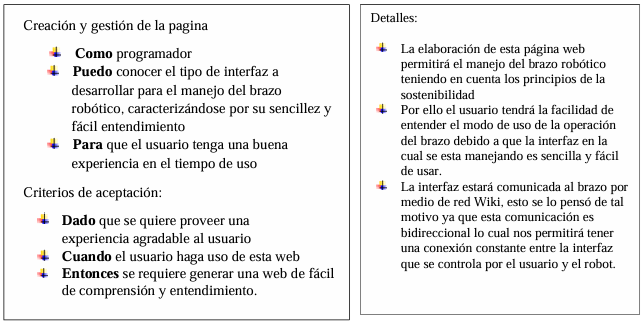 Creación y gestión de la pagina
Como programador
Puedo conocer el tipo de interfaz a
desarrollar para el manejo del brazo
robótico, caracterizándose por su sencillez y
fácil entendimiento
Para que el usuario tenga una buena
experiencia en el tiempo de uso
Criterios de aceptación:
Dado que se quiere proveer una
experiencia agradable al usuario
Cuando el usuario haga uso de esta web
Entonces se requiere generar una web de fácil
de comprensión y entendimiento.
Detalles:
La elaboración de esta página web
permitirá el manejo del brazo robótico
teniendo en cuenta los principios de la
sostenibilidad
Por ello el usuario tendrá la facilidad de
entender el modo de uso de la operación
del brazo debido a que la interfaz en la
cual se esta manejando es sencilla y fácil
de usar.
La interfaz estará comunicada al brazo por
medio de red Wiki, esto se lo pensó de tal
motivo ya que esta comunicación es
bidireccional lo cual nos permitirá tener
una conexión constante entre la interfaz
que se controla por el usuario y el robot.